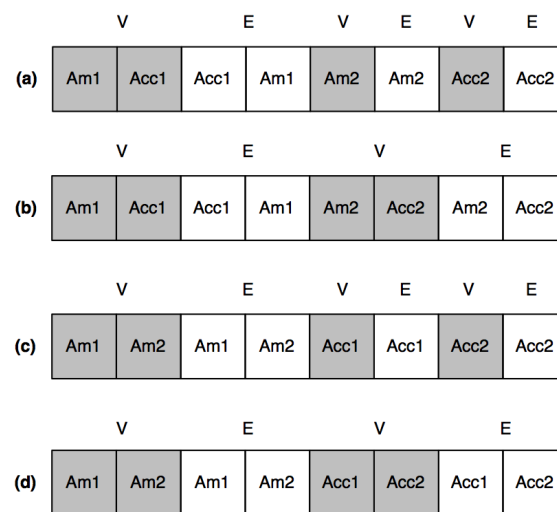 V E V E V E
(a) Am1 Acc1 Acc1 Am1 Am2 Am2 Acc2 Acc2
V E V E
(b) Am1 Acc1 Acc1 Am1 Am2 Acc2 Am2 Acc2
V E V E V E
(c) Am1 Am2 Am1 Am2 Acc1 Acc1 Acc2 Acc2
V E V E
(d) Am1 Am2 Am1 Am2 Acc1 Acc2 Acc1 Acc2